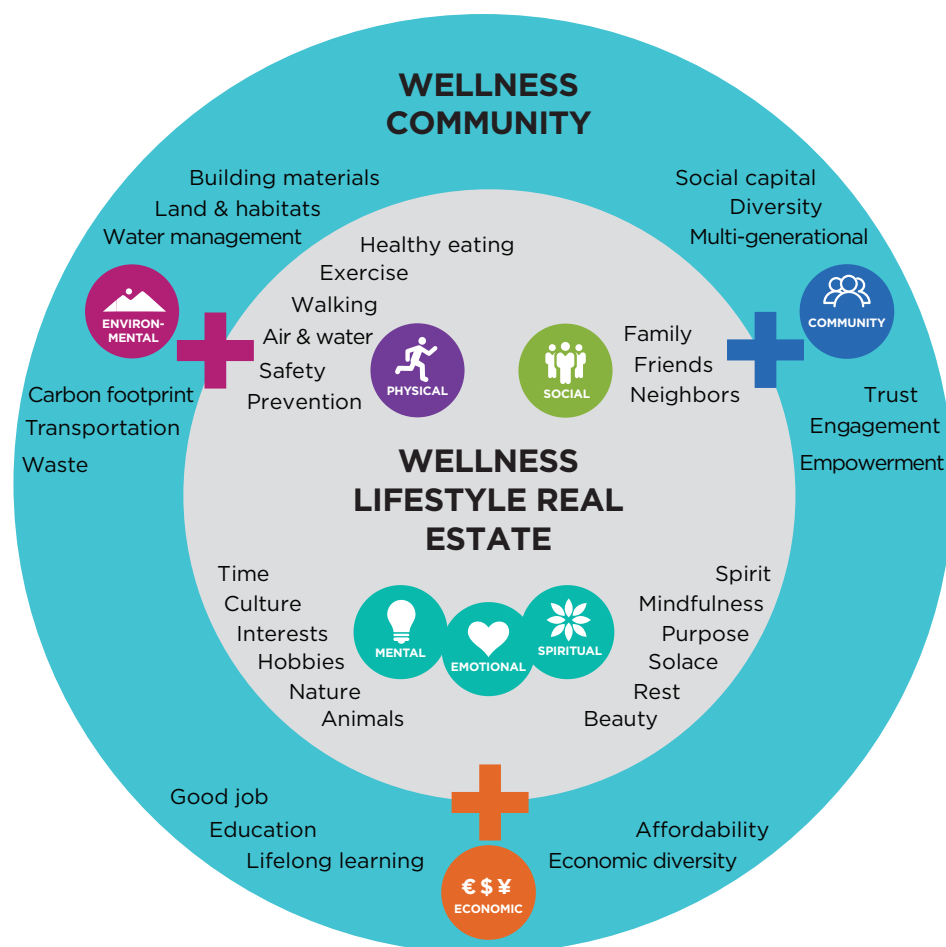 WELLNESS
COMMUNITY
Building materials
Land & habitats
Water management
ENVIRON-
MENTAL
Carbon footprint
Transportation
Waste
Social capital
Diversity
Multi-generational
COMMUNITY
Trust
Engagement
Empowerment
Healthy eating
Exercise
Walking
Air & water
Safety
Prevention
PHYSICAL
SOCIAL
Family
Friends
Neighbors
WELLNESS
LIFESTYLE REAL
ESTATE
Time
Culture
Interests
Hobbies
Nature
Animals
MENTAL
EMOTIONAL
SPIRITUAL
Spirit
Mindfulness
Purpose
Solace
Rest
Beauty
Good job
Education
Lifelong learning
€ $ ¥
ECONOMIC
Affordability
Economic diversity